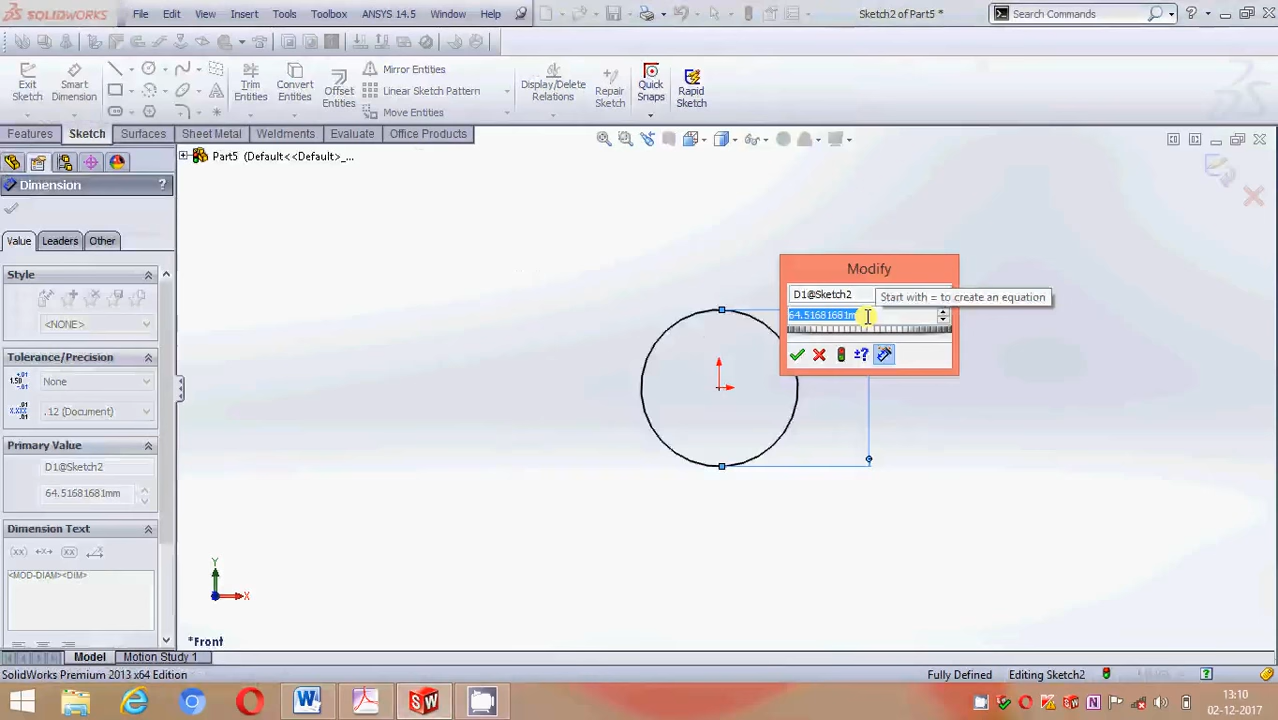 SOLIDWORKS File Edit View Insert Tools Toolbox ANSYS 14.5 Window Help Sketch2 of Part5 * Search Commands
Exit Sketch
Smart Dimension
Trim Entities
Convert Entities
Offset Entities
Mirror Entities
Linear Sketch Pattern
Move Entities
Display/Delete Relations
Repair Sketch
Quick Snaps
Rapid Sketch
Features Sketch Surfaces Sheet Metal Weldments Evaluate Office Products
Part5 (Default<<Default>_...
Dimension ?
Value Leaders Other
Style
<NONE>
Tolerance/Precision
None
.12 (Document)
Primary Value
D1@Sketch2
64.51681681mm
Dimension Text
<MOD-DIAM><DIM>
Modify
D1@Sketch2
Start with = to create an equation
64.51681681m
Y
X
*Front
Model Motion Study 1
SolidWorks Premium 2013 x64 Edition Fully Defined Editing Sketch2
13:10
02-12-2017